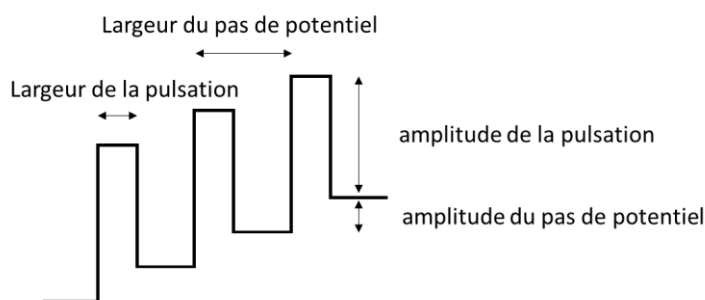 Largeur du pas de potentiel
Largeur de la pulsation
amplitude de la pulsation
amplitude du pas de potentiel